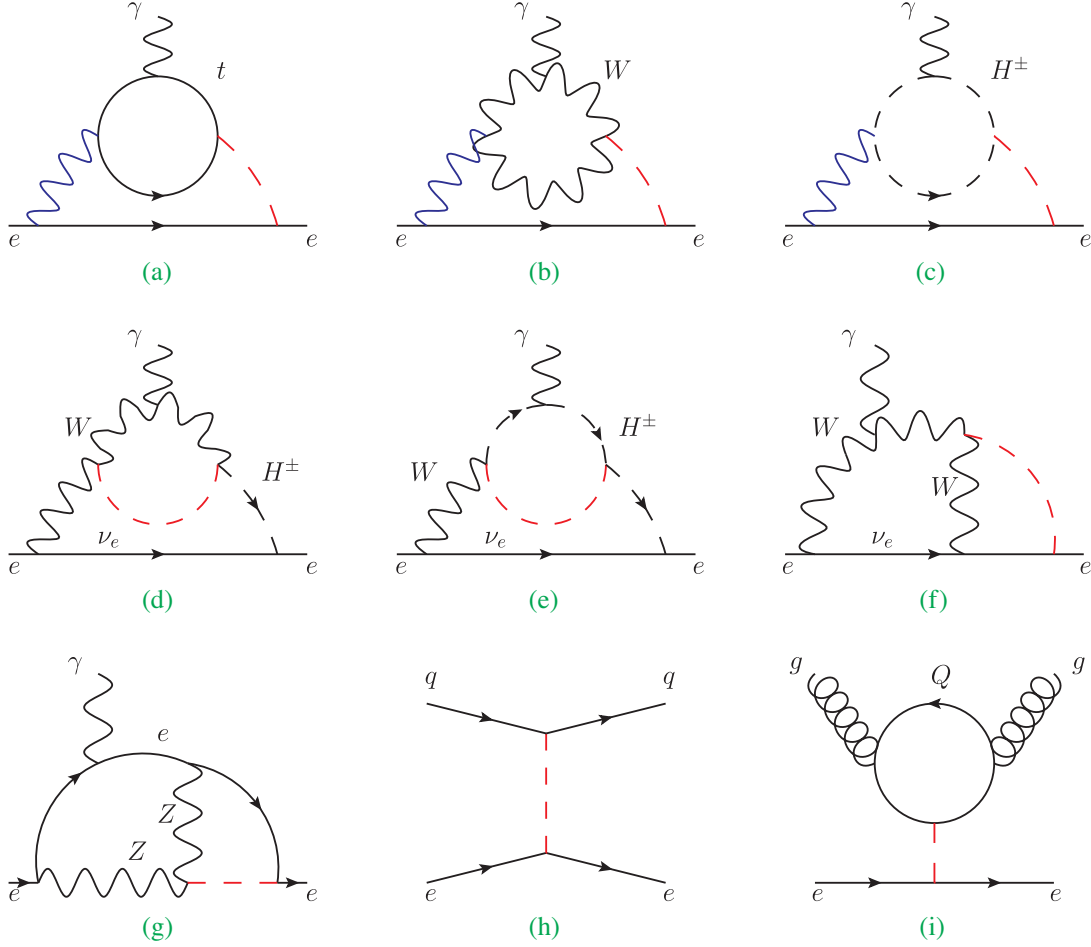 γ γ γ
t W H±
e e e e e e
(a) (b) (c)
γ γ γ
W H± W H± W W
νe νe νe
e e e e e e
(d) (e) (f)
γ e Z Z e e
q q e e
g Q g e e
(g) (h) (i)